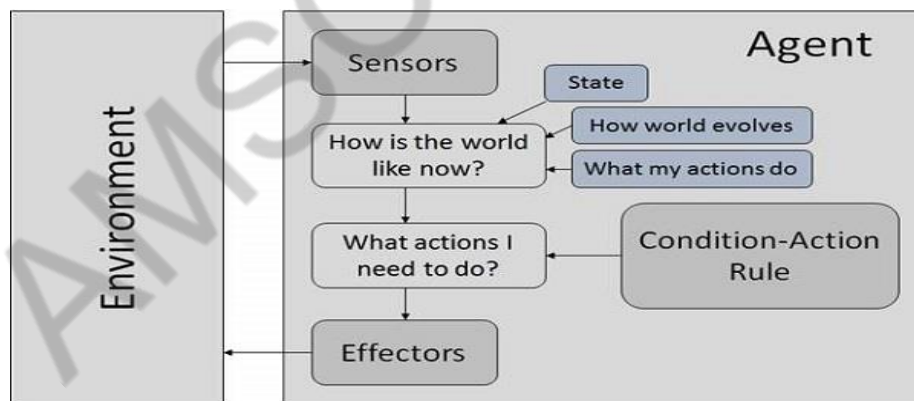 Agent
Sensors
State
How world evolves
What my actions do
How is the world
like now?
Environment
What actions I
need to do?
Condition-Action
Rule
Effectors